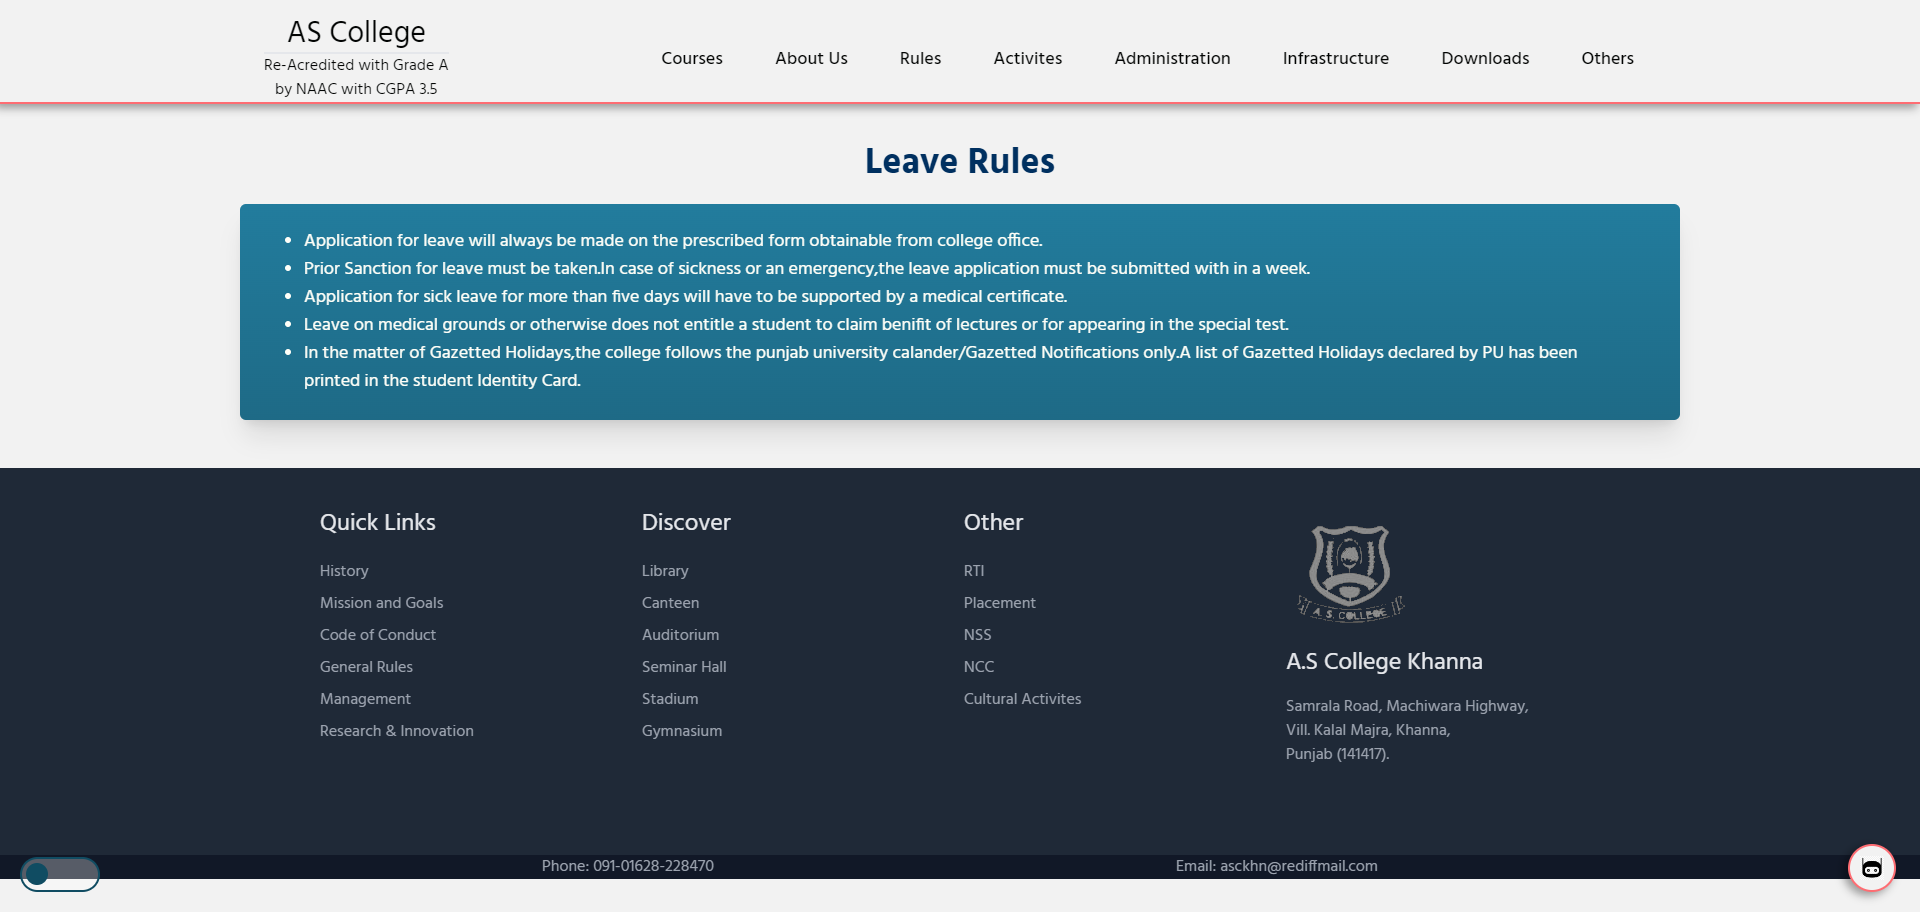 AS College
Re-Acredited with Grade A
by NAAC with CGPA 3.5
Courses About Us Rules Activites Administration Infrastructure Downloads Others
Leave Rules
• Application for leave will always be made on the prescribed form obtainable from college office.
• Prior Sanction for leave must be taken.In case of sickness or an emergency,the leave application must be submitted with in a week.
• Application for sick leave for more than five days will have to be supported by a medical certificate.
• Leave on medical grounds or otherwise does not entitle a student to claim benifit of lectures or for appearing in the special test.
• In the matter of Gazetted Holidays,the college follows the punjab university calander/Gazetted Notifications only.A list of Gazetted Holidays declared by PU has been
printed in the student Identity Card.
Quick Links
History
Mission and Goals
Code of Conduct
General Rules
Management
Research & Innovation
Discover
Library
Canteen
Auditorium
Seminar Hall
Stadium
Gymnasium
Other
RTI
Placement
NSS
NCC
Cultural Activites
A. S. COLLEGE
A.S College Khanna
Samrala Road, Machiwara Highway,
Vill. Kalal Majra, Khanna,
Punjab (141417).
Phone: 091-01628-228470
Email: asckhn@rediffmail.com